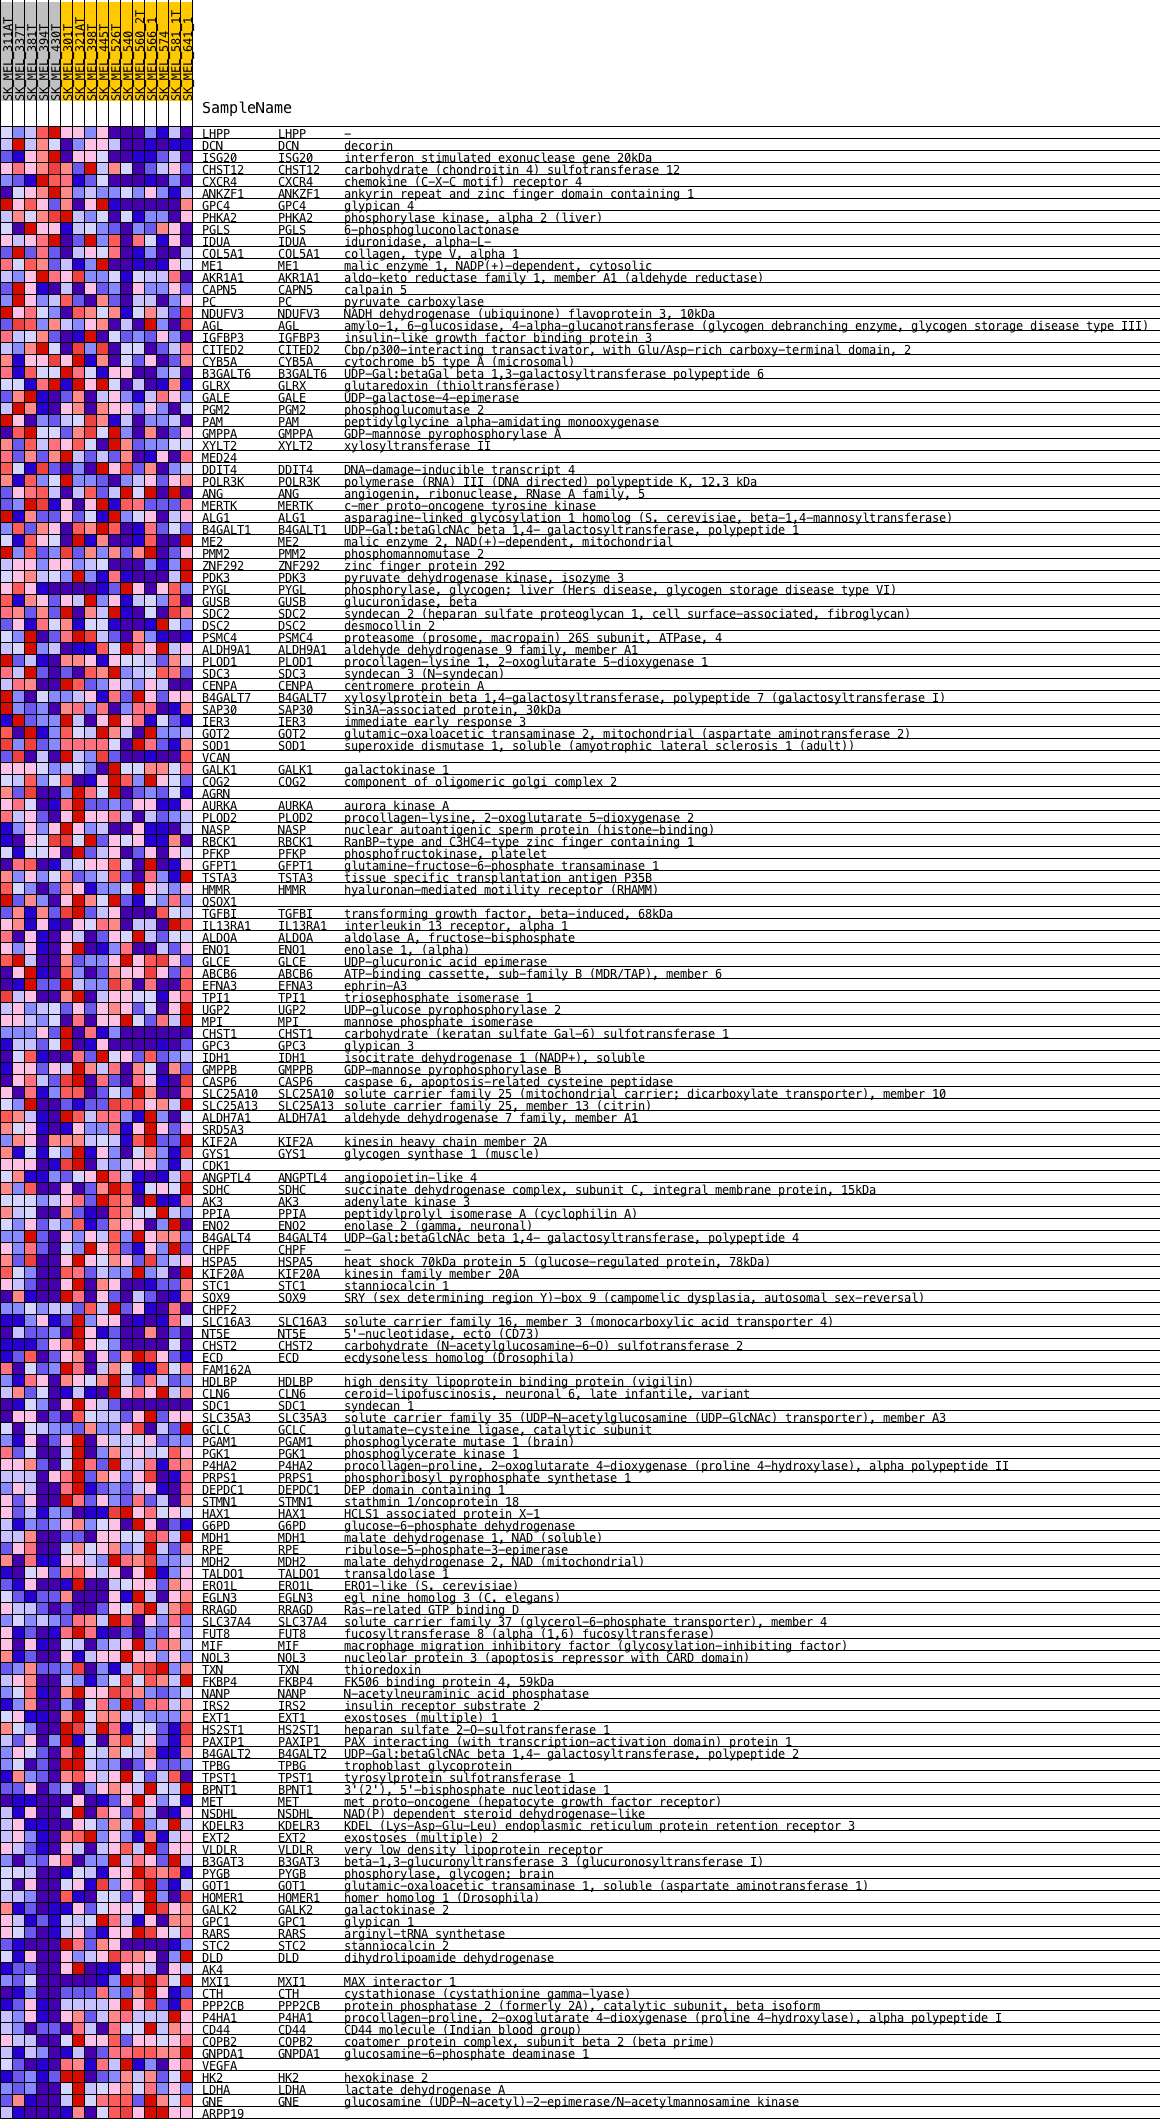 SK_MEL_311AT
SK_MEL_337T
SK_MEL_381T
SK_MEL_394T
SK_MEL_430T
SK_MEL_301T
SK_MEL_321AT
SK_MEL_398T
SK_MEL_445T
SK_MEL_526T
SK_MEL_540
SK_MEL_560_2T
SK_MEL_566_1
SK_MEL_574
SK_MEL_581_1T
SK_MEL_641_1
SampleName
LHPP LHPP –
DCN DCN decorin
ISG20 ISG20 interferon stimulated exonuclease gene 20kDa
CHST12 CHST12 carbohydrate (chondroitin 4) sulfotransferase 12
CXCR4 CXCR4 chemokine (C-X-C motif) receptor 4
ANKZF1 ANKZF1 ankyrin repeat and zinc finger domain containing 1
GPC4 GPC4 glypican 4
PHKA2 PHKA2 phosphorylase kinase, alpha 2 (liver)
PGLS PGLS 6-phosphogluconolactonase
IDUA IDUA iduronidase, alpha-L-
COL5A1 COL5A1 collagen, type V, alpha 1
ME1 ME1 malic enzyme 1, NADP(+)-dependent, cytosolic
AKR1A1 AKR1A1 aldo-keto reductase family 1, member A1 (aldehyde reductase)
CAPN5 CAPN5 calpain 5
PC PC pyruvate carboxylase
NDUFV3 NDUFV3 NADH dehydrogenase (ubiquinone) flavoprotein 3, 10kDa
AGL AGL amylo-1, 6-glucosidase, 4-alpha-glucanotransferase (glycogen debranching enzyme, glycogen storage disease type III)
IGFBP3 IGFBP3 insulin-like growth factor binding protein 3
CITED2 CITED2 Cbp/p300-interacting transactivator, with Glu/Asp-rich carboxy-terminal domain, 2
CYB5A CYB5A cytochrome b5 type A (microsomal)
B3GALT6 B3GALT6 UDP-Gal:betaGal beta 1,3-galactosyltransferase polypeptide 6
GLRX GLRX glutaredoxin (thioltransferase)
GALE GALE UDP-galactose-4-epimerase
PGM2 PGM2 phosphoglucomutase 2
PAM PAM peptidylglycine alpha-amidating monooxygenase
GMPPA GMPPA GDP-mannose pyrophosphorylase A
XYLT2 XYLT2 xylosyltransferase II
MED24
DDIT4 DDIT4 DNA-damage-inducible transcript 4
POLR3K POLR3K polymerase (RNA) III (DNA directed) polypeptide K, 12.3 kDa
ANG ANG angiogenin, ribonuclease, RNase A family, 5
MERTK MERTK c-mer proto-oncogene tyrosine kinase
ALG1 ALG1 asparagine-linked glycosylation 1 homolog (S. cerevisiae, beta-1,4-mannosyltransferase)
B4GALT1 B4GALT1 UDP-Gal:betaGlcNAc beta 1,4- galactosyltransferase, polypeptide 1
ME2 ME2 malic enzyme 2, NAD(+)-dependent, mitochondrial
PMM2 PMM2 phosphomannomutase 2
ZNF292 ZNF292 zinc finger protein 292
PDK3 PDK3 pyruvate dehydrogenase kinase, isozyme 3
PYGL PYGL phosphorylase, glycogen; liver (Hers disease, glycogen storage disease type VI)
GUSB GUSB glucuronidase, beta
SDC2 SDC2 syndecan 2 (heparan sulfate proteoglycan 1, cell surface-associated, fibroglycan)
DSC2 DSC2 desmocollin 2
PSMC4 PSMC4 proteasome (prosome, macropain) 26S subunit, ATPase, 4
ALDH9A1 ALDH9A1 aldehyde dehydrogenase 9 family, member A1
PLOD1 PLOD1 procollagen-lysine 1, 2-oxoglutarate 5-dioxygenase 1
SDC3 SDC3 syndecan 3 (N-syndecan)
CENPA CENPA centromere protein A
B4GALT7 B4GALT7 xylosylprotein beta 1,4-galactosyltransferase, polypeptide 7 (galactosyltransferase I)
SAP30 SAP30 Sin3A-associated protein, 30kDa
IER3 IER3 immediate early response 3
GOT2 GOT2 glutamic-oxaloacetic transaminase 2, mitochondrial (aspartate aminotransferase 2)
SOD1 SOD1 superoxide dismutase 1, soluble (amyotrophic lateral sclerosis 1 (adult))
VCAN
GALK1 GALK1 galactokinase 1
COG2 COG2 component of oligomeric golgi complex 2
AGRN
AURKA AURKA aurora kinase A
PLOD2 PLOD2 procollagen-lysine, 2-oxoglutarate 5-dioxygenase 2
NASP NASP nuclear autoantigenic sperm protein (histone-binding)
RBCK1 RBCK1 RanBP-type and C3HC4-type zinc finger containing 1
PFKP PFKP phosphofructokinase, platelet
GFPT1 GFPT1 glutamine-fructose-6-phosphate transaminase 1
TSTA3 TSTA3 tissue specific transplantation antigen P35B
HMMR HMMR hyaluronan-mediated motility receptor (RHAMM)
QSOX1
TGFBI TGFBI transforming growth factor, beta-induced, 68kDa
IL13RA1 IL13RA1 interleukin 13 receptor, alpha 1
ALDOA ALDOA aldolase A, fructose-bisphosphate
ENO1 ENO1 enolase 1, (alpha)
GLCE GLCE UDP-glucuronic acid epimerase
ABCB6 ABCB6 ATP-binding cassette, sub-family B (MDR/TAP), member 6
EFNA3 EFNA3 ephrin-A3
TPI1 TPI1 triosephosphate isomerase 1
UGP2 UGP2 UDP-glucose pyrophosphorylase 2
MPI MPI mannose phosphate isomerase
CHST1 CHST1 carbohydrate (keratan sulfate Gal-6) sulfotransferase 1
GPC3 GPC3 glypican 3
IDH1 IDH1 isocitrate dehydrogenase 1 (NADP+), soluble
GMPPB GMPPB GDP-mannose pyrophosphorylase B
CASP6 CASP6 caspase 6, apoptosis-related cysteine peptidase
SLC25A10 SLC25A10 solute carrier family 25 (mitochondrial carrier; dicarboxylate transporter), member 10
SLC25A13 SLC25A13 solute carrier family 25, member 13 (citrin)
ALDH7A1 ALDH7A1 aldehyde dehydrogenase 7 family, member A1
SRD5A3
KIF2A KIF2A kinesin heavy chain member 2A
GYS1 GYS1 glycogen synthase 1 (muscle)
CDK1
ANGPTL4 ANGPTL4 angiopoietin-like 4
SDHC SDHC succinate dehydrogenase complex, subunit C, integral membrane protein, 15kDa
AK3 AK3 adenylate kinase 3
PPIA PPIA peptidylprolyl isomerase A (cyclophilin A)
ENO2 ENO2 enolase 2 (gamma, neuronal)
B4GALT4 B4GALT4 UDP-Gal:betaGlcNAc beta 1,4- galactosyltransferase, polypeptide 4
CHPF CHPF –
HSPA5 HSPA5 heat shock 70kDa protein 5 (glucose-regulated protein, 78kDa)
KIF20A KIF20A kinesin family member 20A
STC1 STC1 stanniocalcin 1
SOX9 SOX9 SRY (sex determining region Y)-box 9 (campomelic dysplasia, autosomal sex-reversal)
CHPF2
SLC16A3 SLC16A3 solute carrier family 16, member 3 (monocarboxylic acid transporter 4)
NT5E NT5E 5'-nucleotidase, ecto (CD73)
CHST2 CHST2 carbohydrate (N-acetylglucosamine-6-O) sulfotransferase 2
ECD ECD ecdysoneless homolog (Drosophila)
FAM162A
HDLBP HDLBP high density lipoprotein binding protein (vigilin)
CLN6 CLN6 ceroid-lipofuscinosis, neuronal 6, late infantile, variant
SDC1 SDC1 syndecan 1
SLC35A3 SLC35A3 solute carrier family 35 (UDP-N-acetylglucosamine (UDP-GlcNAc) transporter), member A3
GCLC GCLC glutamate-cysteine ligase, catalytic subunit
PGAM1 PGAM1 phosphoglycerate mutase 1 (brain)
PGK1 PGK1 phosphoglycerate kinase 1
P4HA2 P4HA2 procollagen-proline, 2-oxoglutarate 4-dioxygenase (proline 4-hydroxylase), alpha polypeptide II
PRPS1 PRPS1 phosphoribosyl pyrophosphate synthetase 1
DEPDC1 DEPDC1 DEP domain containing 1
STMN1 STMN1 stathmin 1/oncoprotein 18
HAX1 HAX1 HCLS1 associated protein X-1
G6PD G6PD glucose-6-phosphate dehydrogenase
MDH1 MDH1 malate dehydrogenase 1, NAD (soluble)
RPE RPE ribulose-5-phosphate-3-epimerase
MDH2 MDH2 malate dehydrogenase 2, NAD (mitochondrial)
TALDO1 TALDO1 transaldolase 1
ERO1L ERO1L ERO1-like (S. cerevisiae)
EGLN3 EGLN3 egl nine homolog 3 (C. elegans)
RRAGD RRAGD Ras-related GTP binding D
SLC37A4 SLC37A4 solute carrier family 37 (glycerol-6-phosphate transporter), member 4
FUT8 FUT8 fucosyltransferase 8 (alpha (1,6) fucosyltransferase)
MIF MIF macrophage migration inhibitory factor (glycosylation-inhibiting factor)
NOL3 NOL3 nucleolar protein 3 (apoptosis repressor with CARD domain)
TXN TXN thioredoxin
FKBP4 FKBP4 FK506 binding protein 4, 59kDa
NANP NANP N-acetylneuraminic acid phosphatase
IRS2 IRS2 insulin receptor substrate 2
EXT1 EXT1 exostoses (multiple) 1
HS2ST1 HS2ST1 heparan sulfate 2-O-sulfotransferase 1
PAXIP1 PAXIP1 PAX interacting (with transcription-activation domain) protein 1
B4GALT2 B4GALT2 UDP-Gal:betaGlcNAc beta 1,4- galactosyltransferase, polypeptide 2
TPBG TPBG trophoblast glycoprotein
TPST1 TPST1 tyrosylprotein sulfotransferase 1
BPNT1 BPNT1 3'(2'), 5'-bisphosphate nucleotidase 1
MET MET met proto-oncogene (hepatocyte growth factor receptor)
NSDHL NSDHL NAD(P) dependent steroid dehydrogenase-like
KDELR3 KDELR3 KDEL (Lys-Asp-Glu-Leu) endoplasmic reticulum protein retention receptor 3
EXT2 EXT2 exostoses (multiple) 2
VLDLR VLDLR very low density lipoprotein receptor
B3GAT3 B3GAT3 beta-1,3-glucuronyltransferase 3 (glucuronosyltransferase I)
PYGB PYGB phosphorylase, glycogen; brain
GOT1 GOT1 glutamic-oxaloacetic transaminase 1, soluble (aspartate aminotransferase 1)
HOMER1 HOMER1 homer homolog 1 (Drosophila)
GALK2 GALK2 galactokinase 2
GPC1 GPC1 glypican 1
RARS RARS arginyl-tRNA synthetase
STC2 STC2 stanniocalcin 2
DLD DLD dihydrolipoamide dehydrogenase
AK4
MXI1 MXI1 MAX interactor 1
CTH CTH cystathionase (cystathionine gamma-lyase)
PPP2CB PPP2CB protein phosphatase 2 (formerly 2A), catalytic subunit, beta isoform
P4HA1 P4HA1 procollagen-proline, 2-oxoglutarate 4-dioxygenase (proline 4-hydroxylase), alpha polypeptide I
CD44 CD44 CD44 molecule (Indian blood group)
COPB2 COPB2 coatomer protein complex, subunit beta 2 (beta prime)
GNPDA1 GNPDA1 glucosamine-6-phosphate deaminase 1
VEGFA
HK2 HK2 hexokinase 2
LDHA LDHA lactate dehydrogenase A
GNE GNE glucosamine (UDP-N-acetyl)-2-epimerase/N-acetylmannosamine kinase
ARPP19